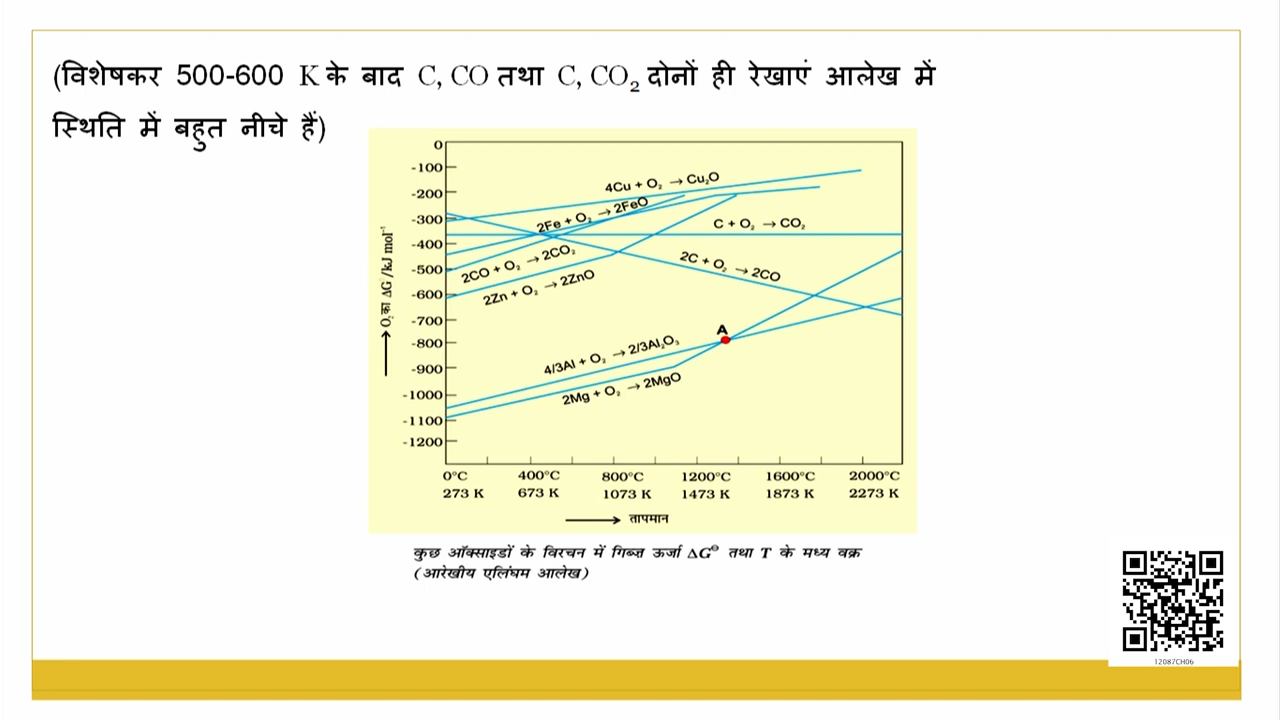 (विशेषकर 500-600 K के बाद C, CO तथा C, CO₂ दोनों ही रेखाएं आलेख में
स्थिति में बहुत नीचे हैं)
0
-100
-200
-300
-400
-500
-600
-700
-800
-900
-1000
-1100
-1200
O₂ का ΔG⁻/kJ mol⁻¹
4Cu + O₂ → Cu₂O
2Fe + O₂ → 2FeO
C + O₂ → CO₂
2CO + O₂ → 2CO₂
2C + O₂ → 2CO
2Zn + O₂ → 2ZnO
A
4/3Al + O₂ → 2/3Al₂O₃
2Mg + O₂ → 2MgO
0°C 400°C 800°C 1200°C 1600°C 2000°C
273 K 673 K 1073 K 1473 K 1873 K 2273 K
तापमान
कुछ ऑक्साइडों के विरचन में गिब्ज़ ऊर्जा ΔG⊖ तथा T के मध्य वक्र
(आरेखीय एलिंघम आलेख)
12087CH06